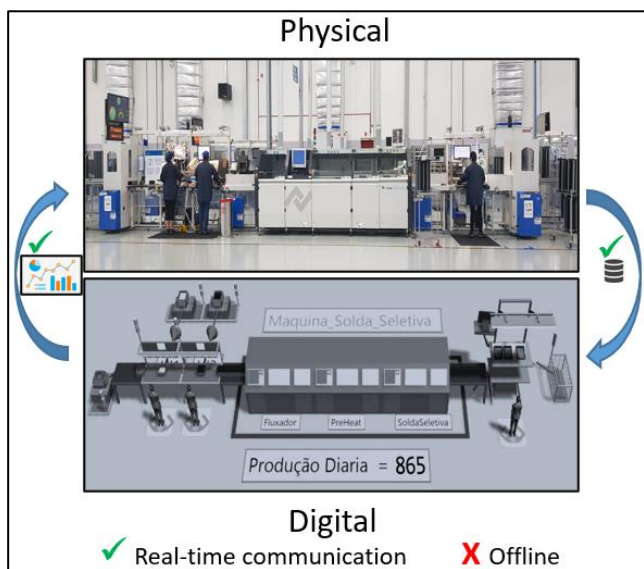 Physical
Maquina_Solda_Seletiva
Fluxador
PreHeat
SoldaSeletiva
Produção Diaria = 865
Digital
✓ Real-time communication
X Offline